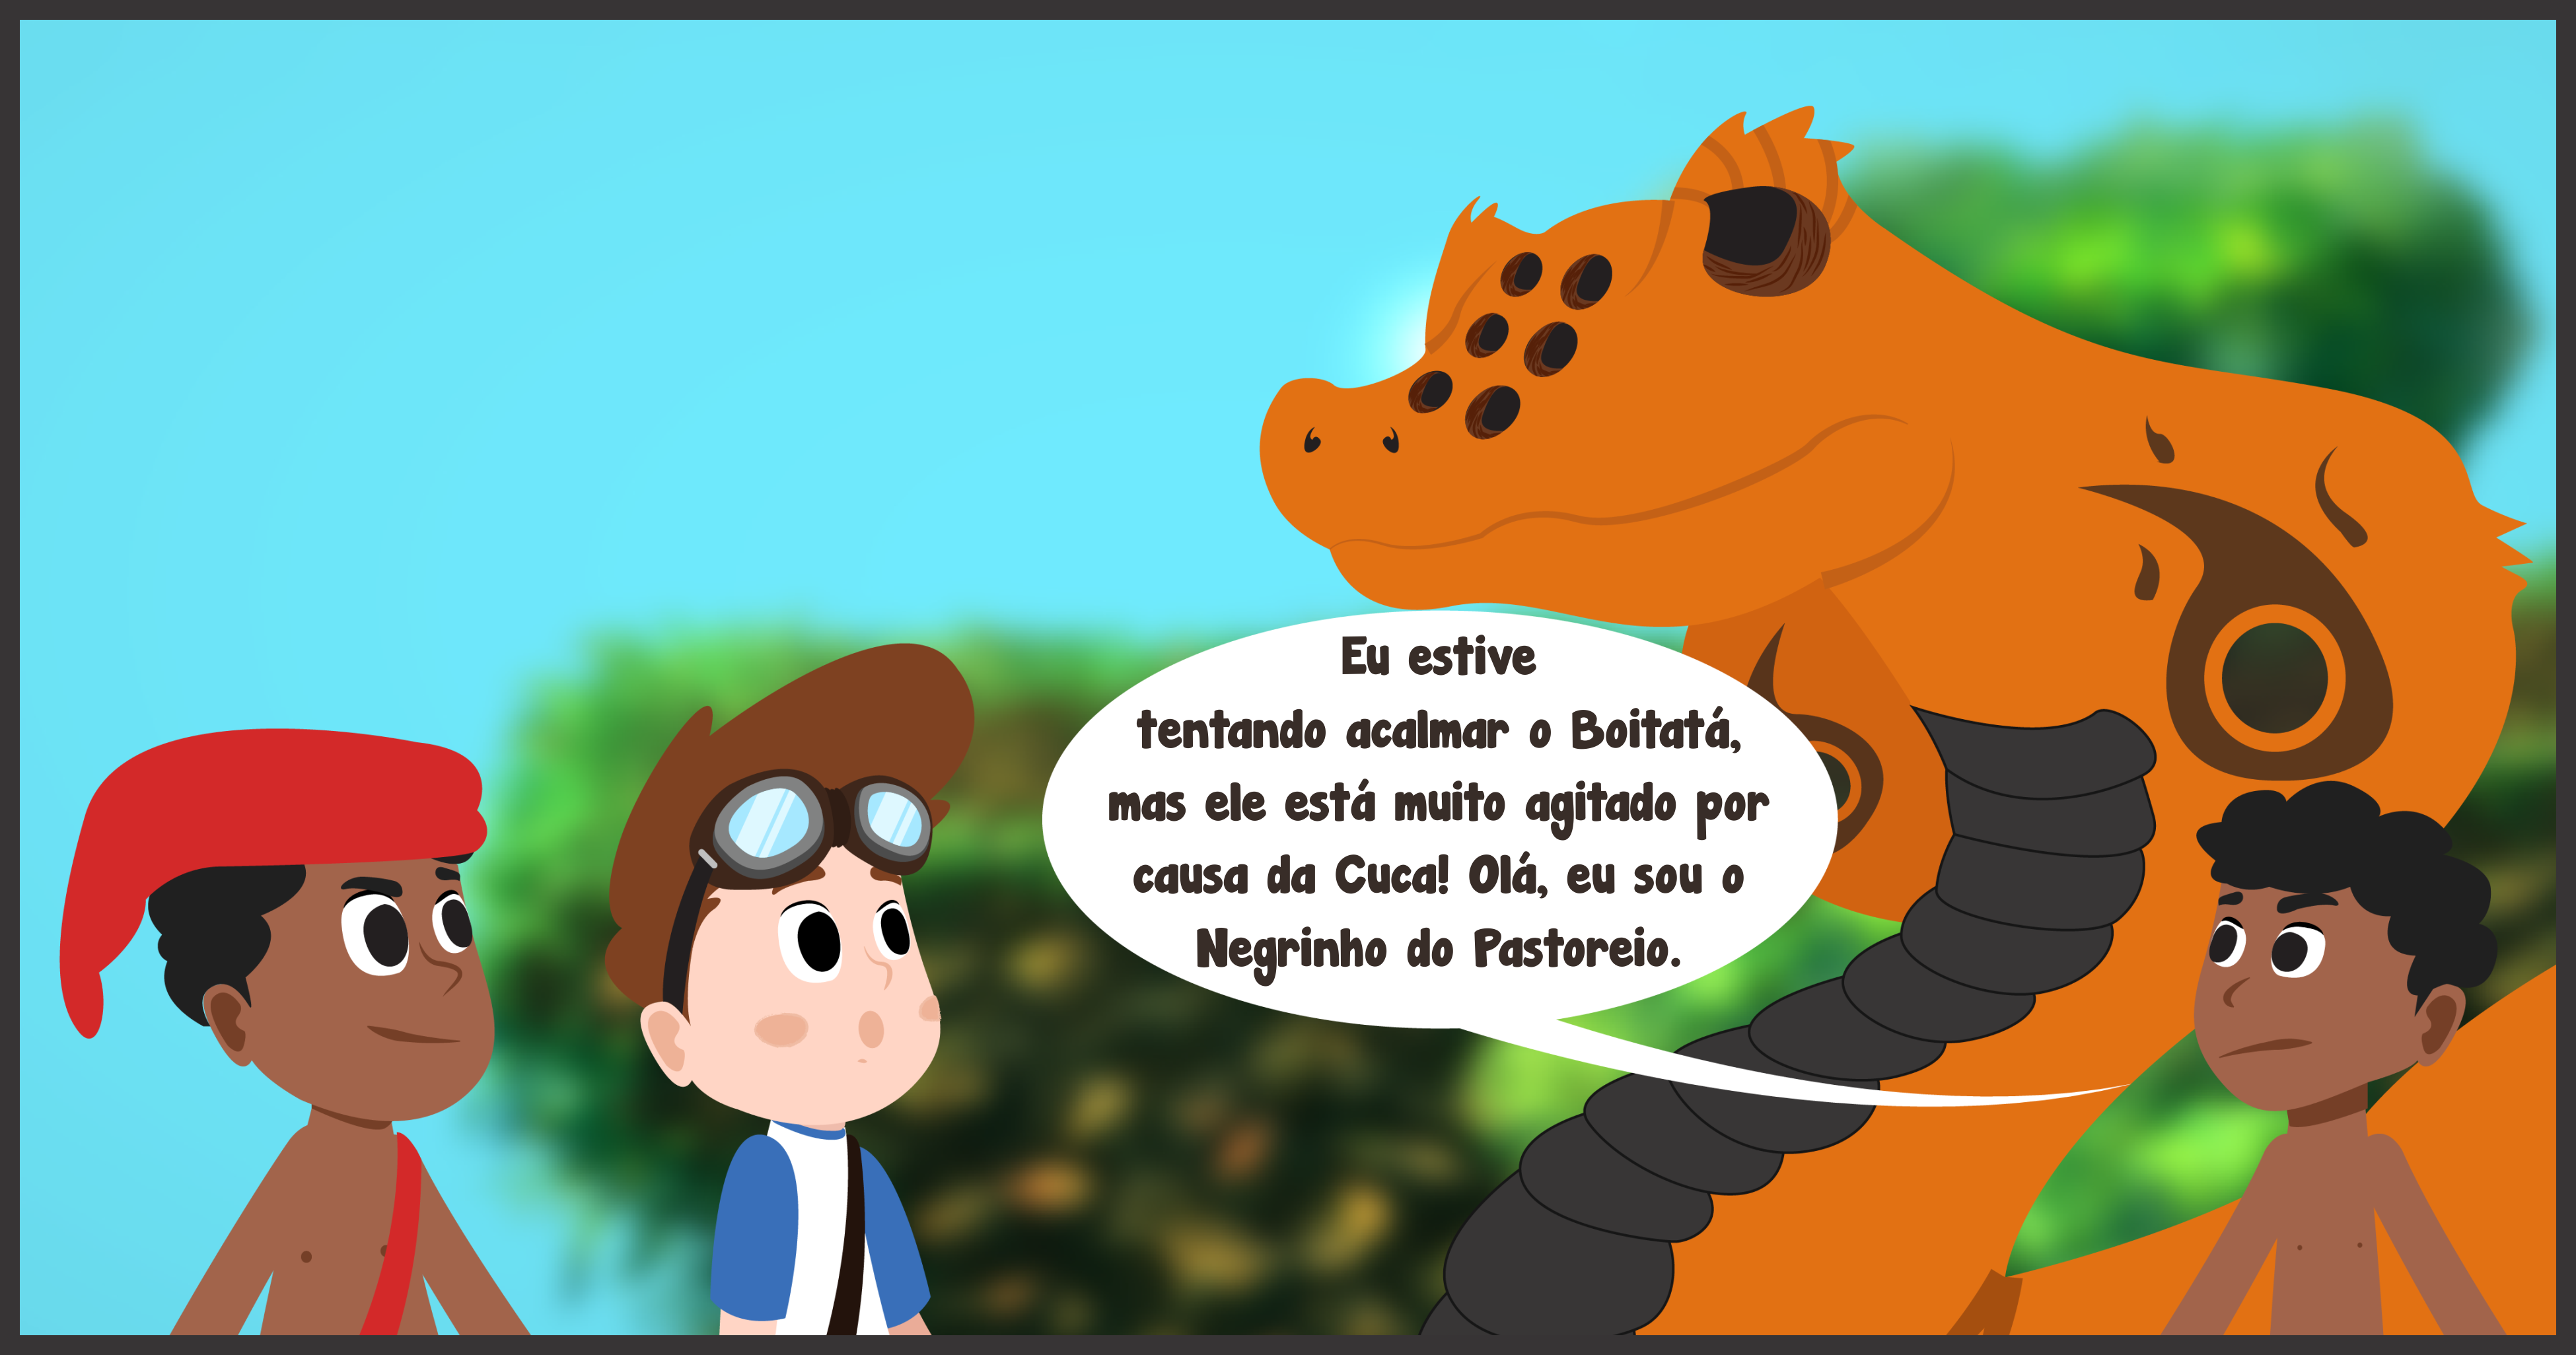 Eu estive
tentando acalmar o Boitatá,
mas ele está muito agitado por
causa da Cuca! Olá, eu sou o
Negrinho do Pastoreio.